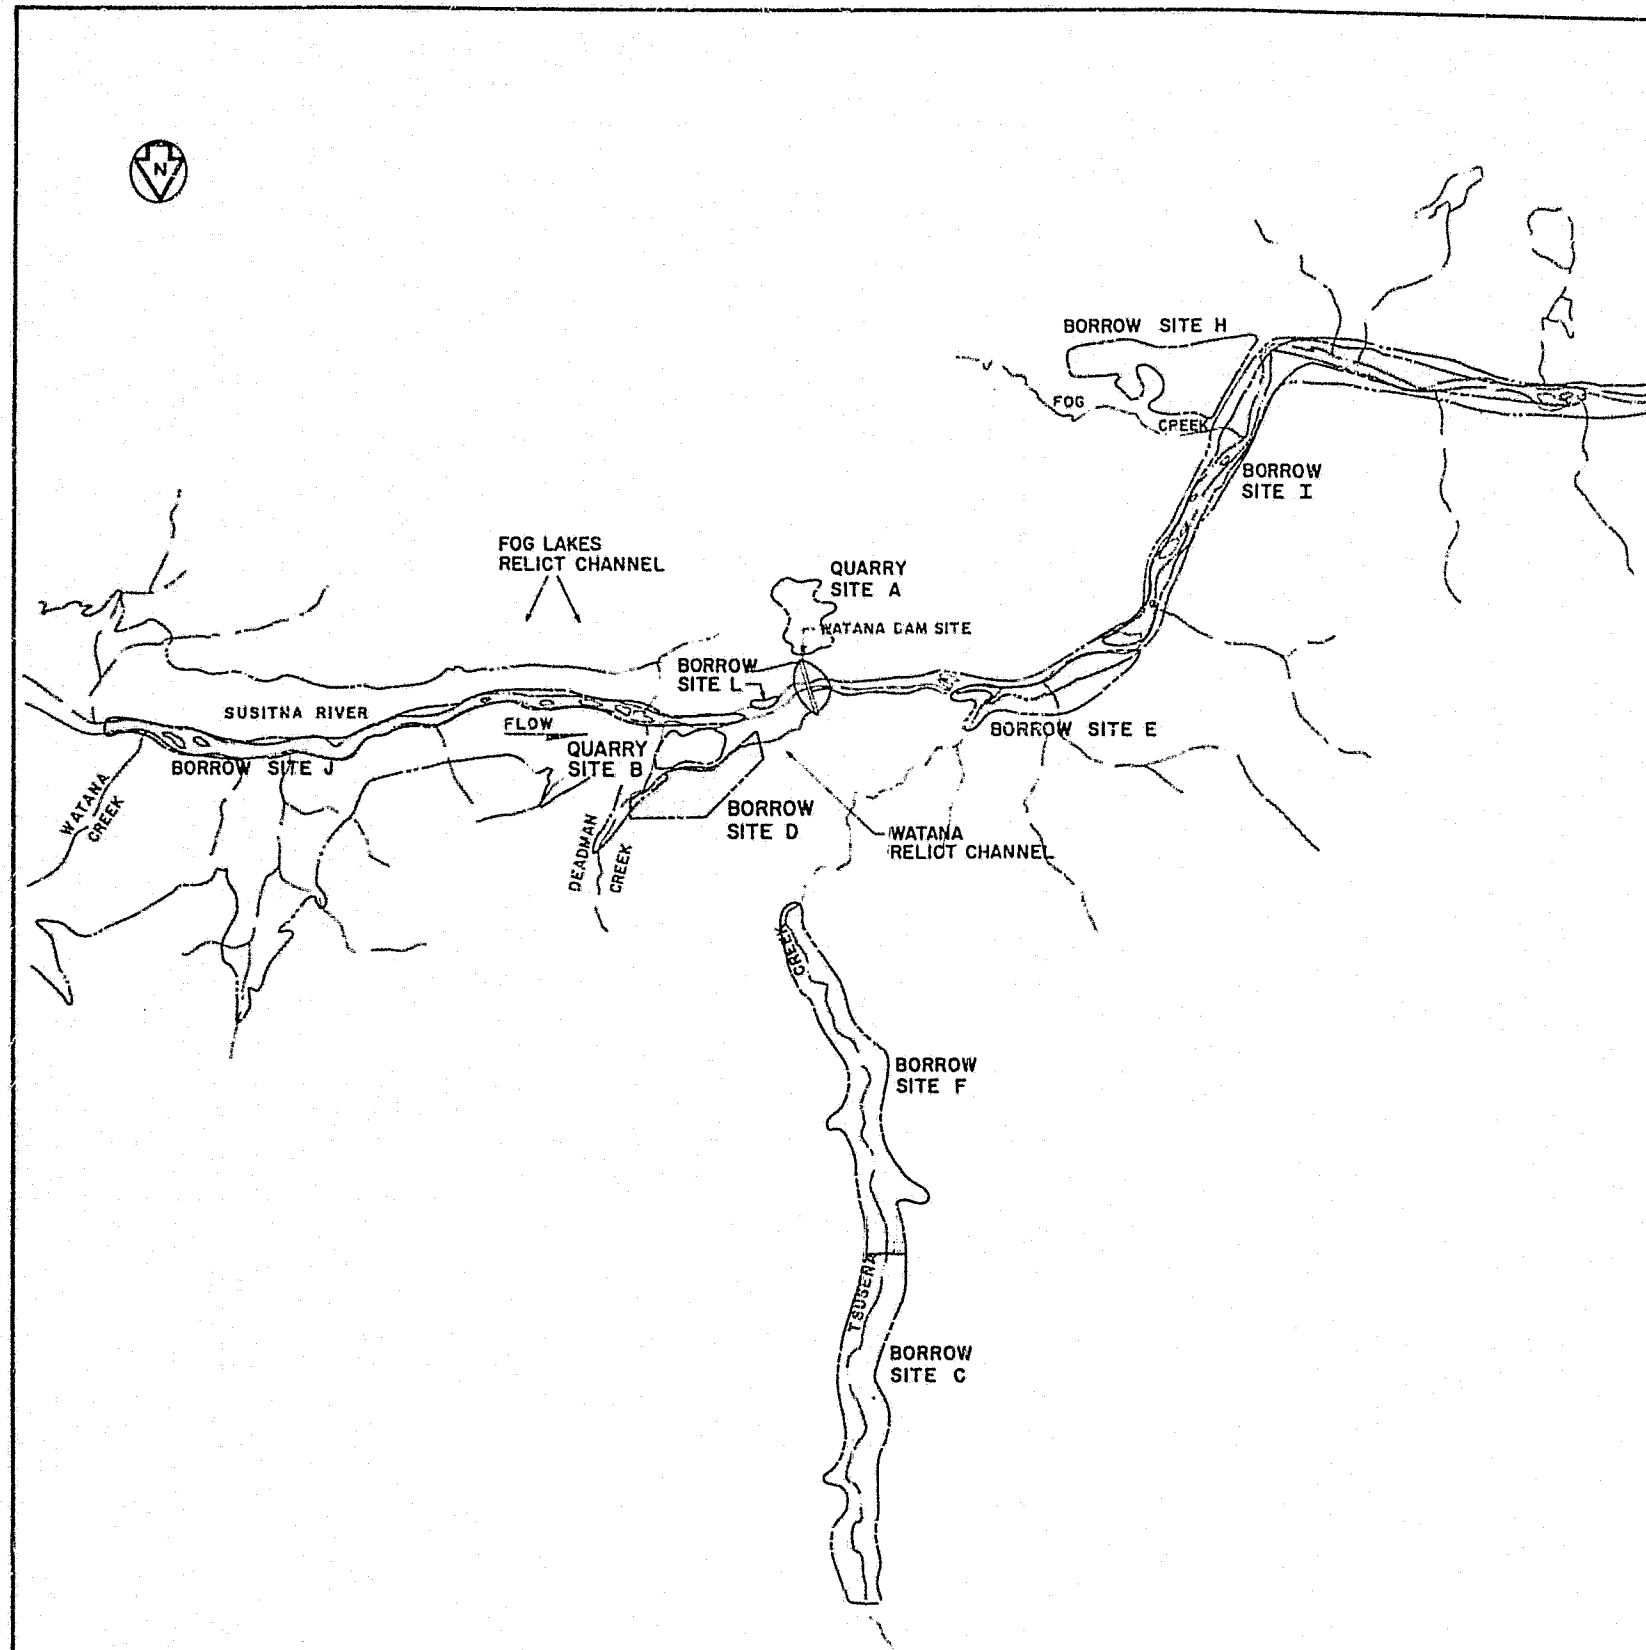 N
BORROW SITE H
FOG
CREEK
BORROW
SITE I
FOG LAKES
RELICT CHANNEL
QUARRY
SITE A
WATANA DAM SITE
BORROW
SITE L
SUSITNA RIVER
FLOW
BORROW SITE E
QUARRY
SITE B
BORROW SITE J
WATANA
CREEK
BORROW
SITE D
DEADMAN
CREEK
WATANA
RELICT CHANNEL
CREEK
BORROW
SITE F
TSUSENA
BORROW
SITE C